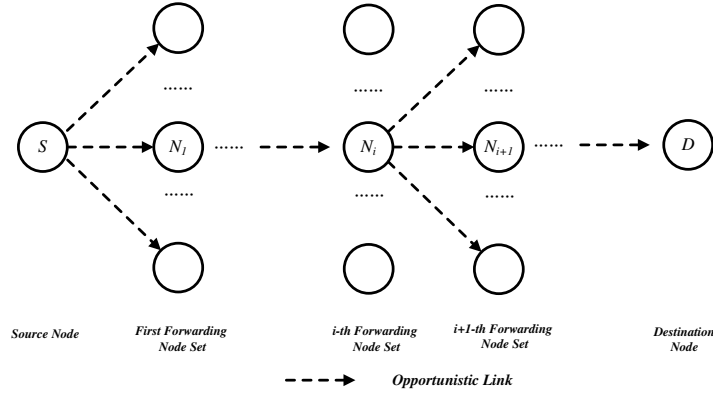 ......
......
......
S
N1
......
Ni
Ni+1
......
D
......
......
......
Source Node
First Forwarding
Node Set
i-th Forwarding
Node Set
i+1-th Forwarding
Node Set
Destination
Node
Opportunistic Link